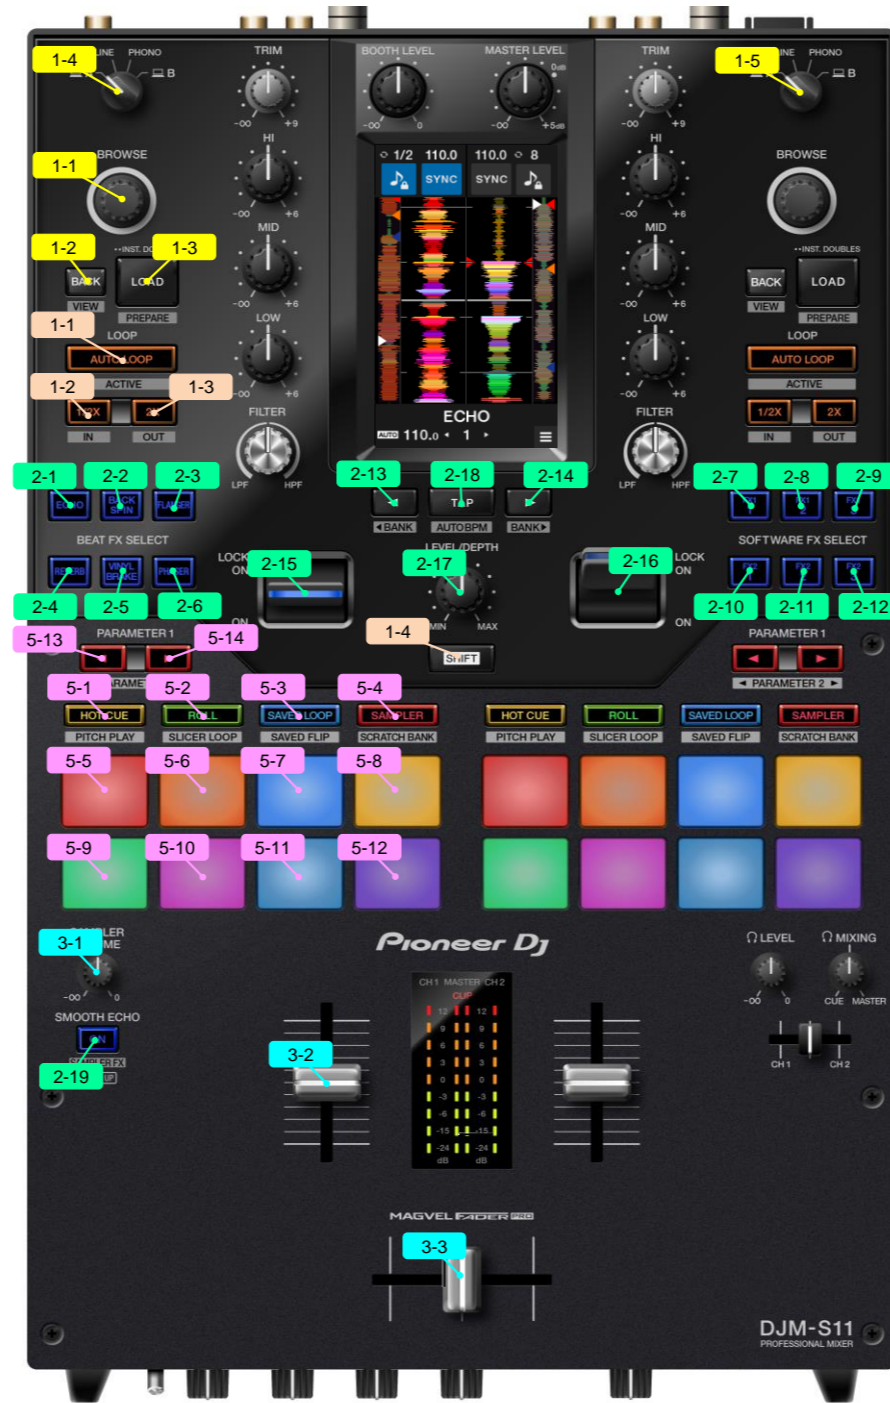 LINE PHONO
1-4
B
TRIM
-∞ +9
BOOTH LEVEL
-∞ 0
MASTER LEVEL
0dB
-∞ +5dB
TRIM
-∞ +9
PHONO
1-5
B
BROWSE
1-1
HI
-∞ +6
1/2 110.0 110.0 8
SYNC SYNC
HI
-∞ +6
BROWSE
1-2
1-3
BACK
LOAD
VIEW
PREPARE
MID
-∞ +6
MID
-∞ +6
INST. DOUBLES
BACK
LOAD
VIEW
PREPARE
1-1
AUTO LOOP
ACTIVE
1-2
1-3
1/2X
IN
OUT
LOW
-∞ +6
ECHO
AUTO 110.0 1
LOW
-∞ +6
LOOP
AUTO LOOP
ACTIVE
1/2X 2X
IN OUT
FILTER
LPF HPF
FILTER
LPF HPF
2-1
2-2
2-3
ECHO
BACK SPIN
FLANGER
BEAT FX SELECT
REVERB
VINYL BRAKE
PHASER
2-4
2-5
2-6
2-13
2-18
2-14
TAP
◄BANK
AUTO BPM
BANK►
2-7
2-8
2-9
FX1
1
FX1
2
SOFTWARE FX SELECT
FX2
FX2
FX2
2-10
2-11
2-12
LOCK
ON
2-15
ON
LEVEL/DEPTH
2-17
MIN MAX
2-16
LOCK
ON
ON
1-4
SHIFT
PARAMETER 1
5-13
5-14
PARAMETER 1
◄ PARAMETER 2 ►
5-1
5-2
5-3
5-4
HOT CUE
ROLL
SAVED LOOP
SAMPLER
PITCH PLAY
SLICER LOOP
SAVED FLIP
SCRATCH BANK
HOT CUE
ROLL
SAVED LOOP
SAMPLER
PITCH PLAY
SLICER LOOP
SAVED FLIP
SCRATCH BANK
5-5
5-6
5-7
5-8
5-9
5-10
5-11
5-12
3-1
-∞ 0
SMOOTH ECHO
ON
SAMPLER FX
2-19
Pioneer Dj
CH1 MASTER CH2
CLIP
12 12
9 9
6 6
3 3
0 0
-3 -3
-6 -6
-15 -15
-24 -24
dB dB
3-2
LEVEL
-∞ 0
MIXING
CUE MASTER
CH 1 CH 2
MAGVEL FADER PRO
3-3
DJM-S11
PROFESSIONAL MIXER